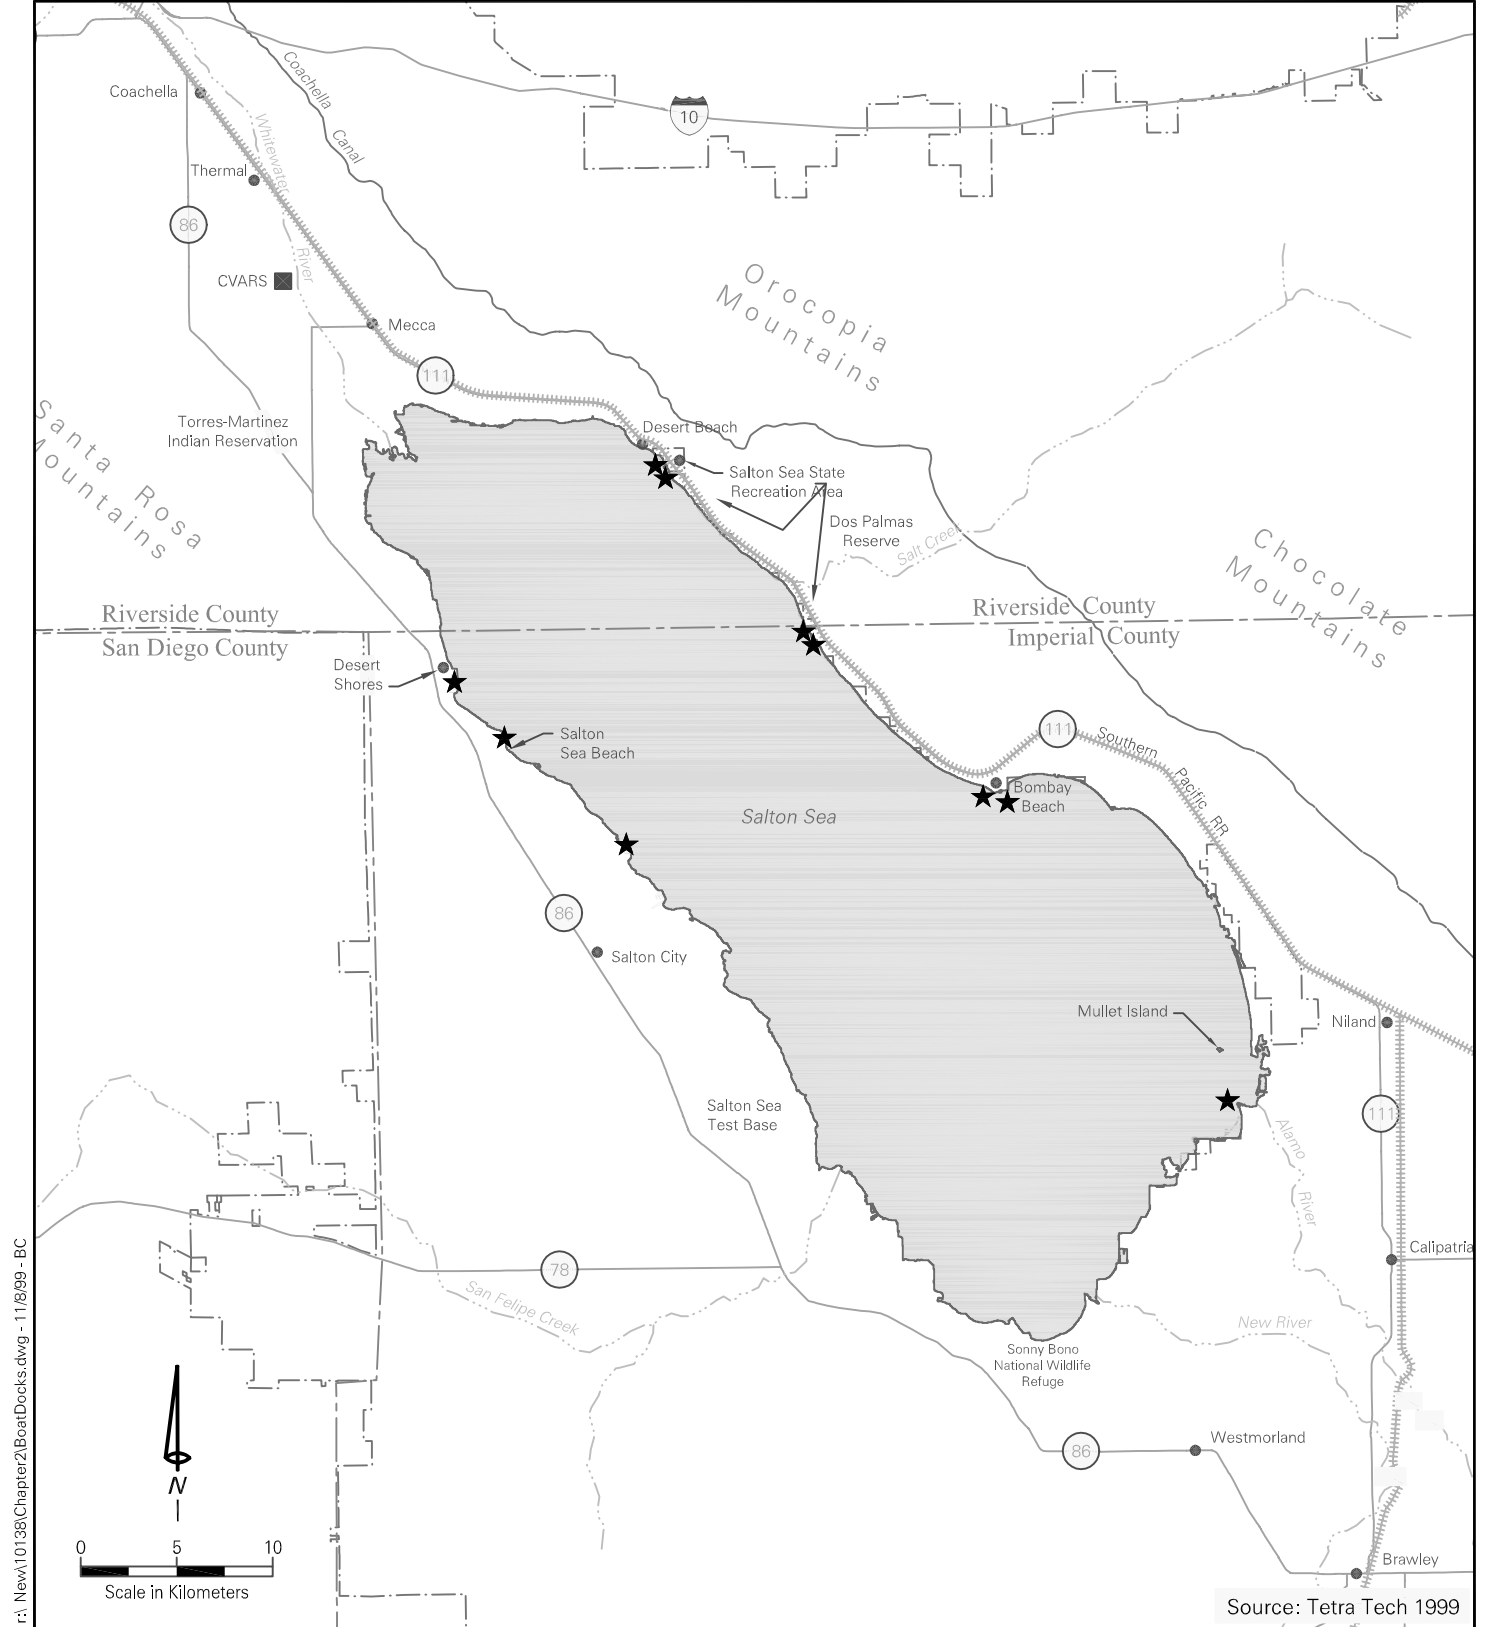 Coachella
Coachella
Canal
10
Whitewater
River
Thermal
86
CVARS
Mecca
111
Orocopia
Mountains
Santa Rosa
Mountains
Torres-Martinez
Indian Reservation
Desert Beach
Salton Sea State
Recreation Area
Dos Palmas
Reserve
Salt Creek
Chocolate
Mountains
Riverside County
San Diego County
Riverside County
Imperial County
Desert
Shores
Salton
Sea Beach
111
Southern
Pacific RR
Bombay
Beach
Salton Sea
86
Salton City
Mullet Island
Niland
Salton Sea
Test Base
111
Alamo
River
Calipatria
78
San Felipe Creek
New River
Sonny Bono
National Wildlife
Refuge
86
Westmorland
Brawley
N
0 5 10
Scale in Kilometers
Source: Tetra Tech 1999
r:\ New\10138\Chapter2\BoatDocks.dwg - 11/8/99 - BC